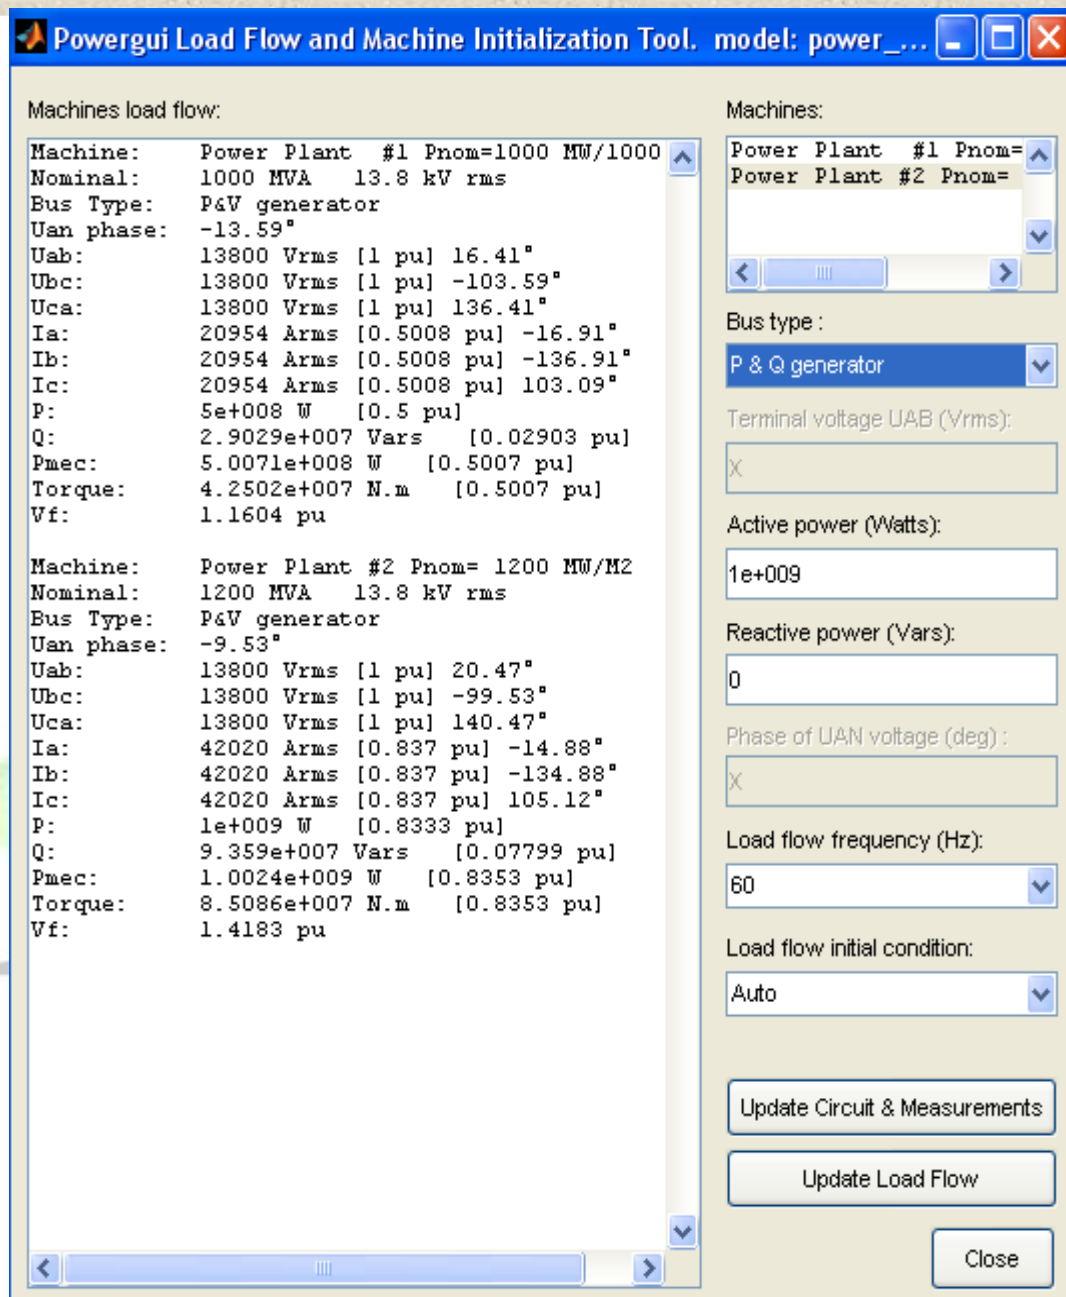 Powergui Load Flow and Machine Initialization Tool. model: power_...
Machines load flow:
Machine: Power Plant #1 Pnom=1000 MW/1000
Nominal: 1000 MVA 13.8 kV rms
Bus Type: P&V generator
Uan phase: -13.59°
Uab: 13800 Vrms [1 pu] 16.41°
Ubc: 13800 Vrms [1 pu] -103.59°
Uca: 13800 Vrms [1 pu] 136.41°
Ia: 20954 Arms [0.5008 pu] -16.91°
Ib: 20954 Arms [0.5008 pu] -136.91°
Ic: 20954 Arms [0.5008 pu] 103.09°
P: 5e+008 W [0.5 pu]
Q: 2.9029e+007 Vars [0.02903 pu]
Pmec: 5.0071e+008 W [0.5007 pu]
Torque: 4.2502e+007 N.m [0.5007 pu]
Vf: 1.1604 pu
Machine: Power Plant #2 Pnom= 1200 MW/M2
Nominal: 1200 MVA 13.8 kV rms
Bus Type: P&V generator
Uan phase: -9.53°
Uab: 13800 Vrms [1 pu] 20.47°
Ubc: 13800 Vrms [1 pu] -99.53°
Uca: 13800 Vrms [1 pu] 140.47°
Ia: 42020 Arms [0.837 pu] -14.88°
Ib: 42020 Arms [0.837 pu] -134.88°
Ic: 42020 Arms [0.837 pu] 105.12°
P: 1e+009 W [0.8333 pu]
Q: 9.359e+007 Vars [0.07799 pu]
Pmec: 1.0024e+009 W [0.8353 pu]
Torque: 8.5086e+007 N.m [0.8353 pu]
Vf: 1.4183 pu
Machines:
Power Plant #1 Pnom=
Power Plant #2 Pnom=
Bus type :
P & Q generator
Terminal voltage UAB (Vrms):
X
Active power (Watts):
1e+009
Reactive power (Vars):
0
Phase of UAN voltage (deg) :
X
Load flow frequency (Hz):
60
Load flow initial condition:
Auto
Update Circuit & Measurements
Update Load Flow
Close